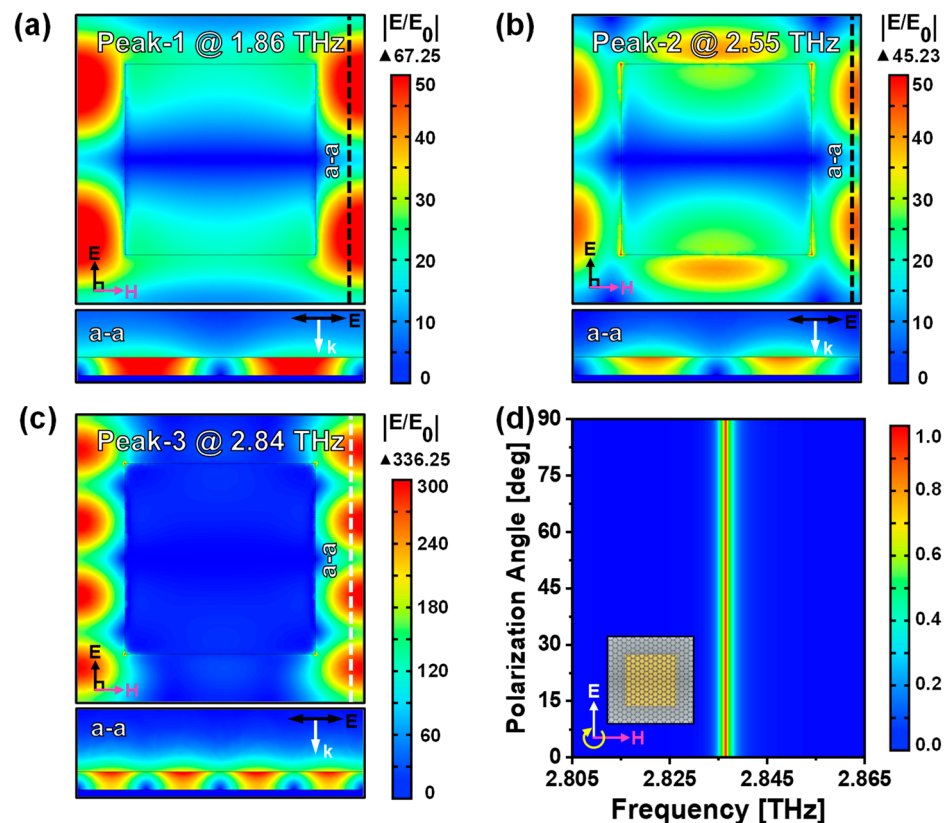 (a)
Peak-1 @ 1.86 THz
|E/E0|
▲67.25
50
40
30
20
10
0
a-a
E
H
a-a
E
k
(b)
Peak-2 @ 2.55 THz
|E/E0|
▲45.23
50
40
30
20
10
0
a-a
E
H
a-a
E
k
(c)
Peak-3 @ 2.84 THz
|E/E0|
▲336.25
300
240
180
120
60
0
a-a
E
H
a-a
E
k
(d)
Polarization Angle [deg]
90
75
60
45
30
15
0
E
H
2.805
2.825
2.845
2.865
Frequency [THz]
1.0
0.8
0.6
0.4
0.2
0.0